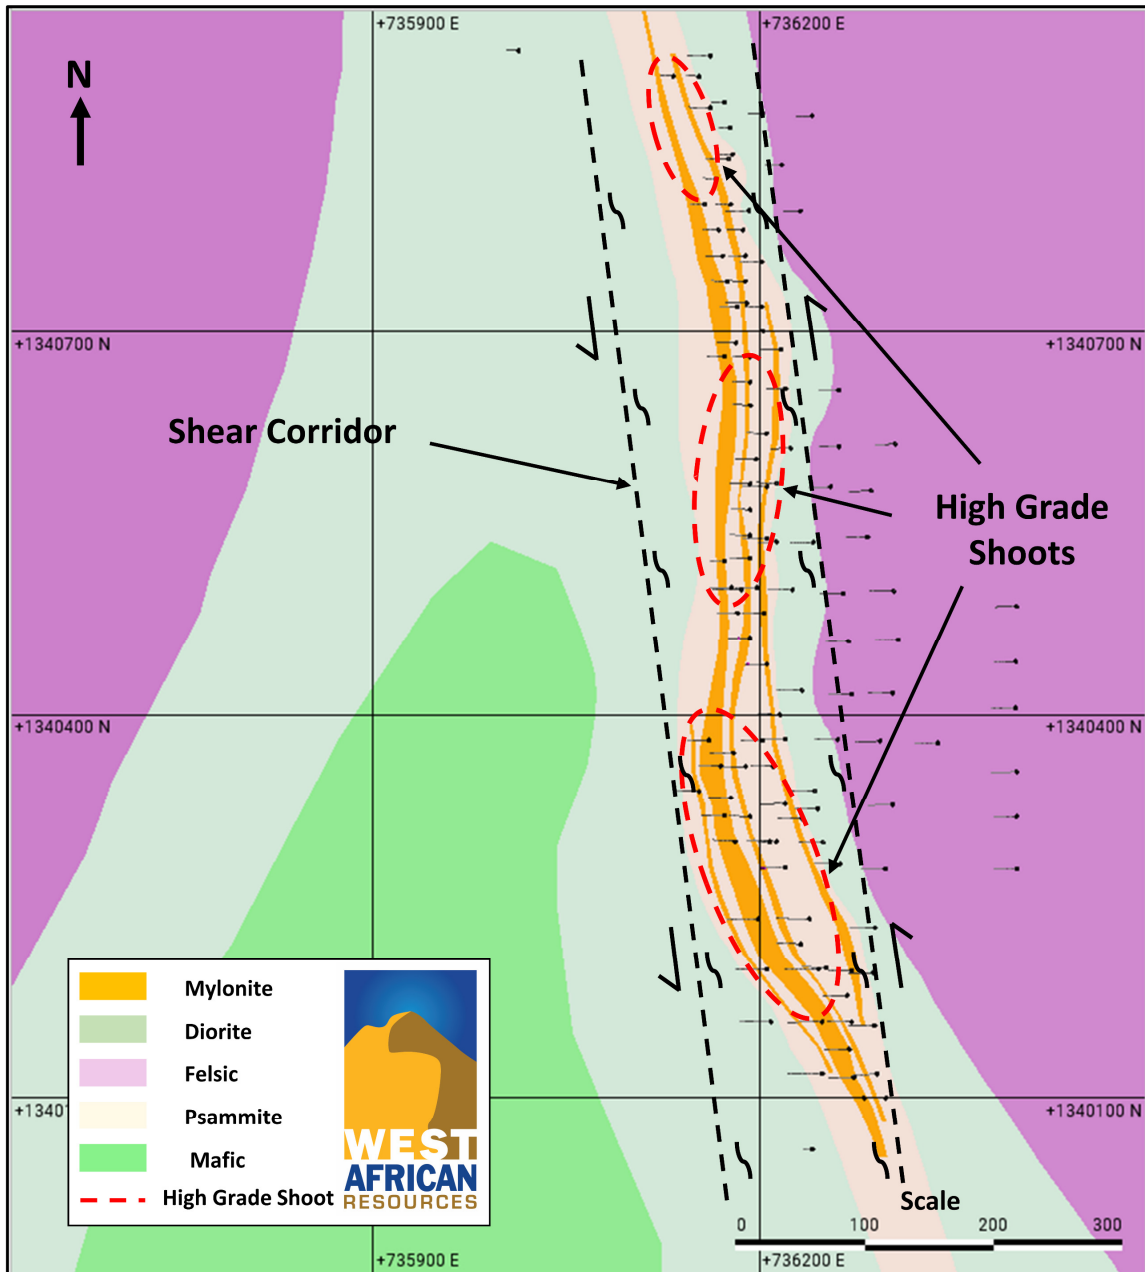 +735900 E
+736200 E
N
+1340700 N
+1340700 N
Shear Corridor
High Grade
Shoots
+1340400 N
+1340400 N
Mylonite
Diorite
Felsic
Psammite
Mafic
High Grade Shoot
WEST
AFRICAN
RESOURCES
+1340100 N
Scale
0 100 200 300
+735900 E
+736200 E